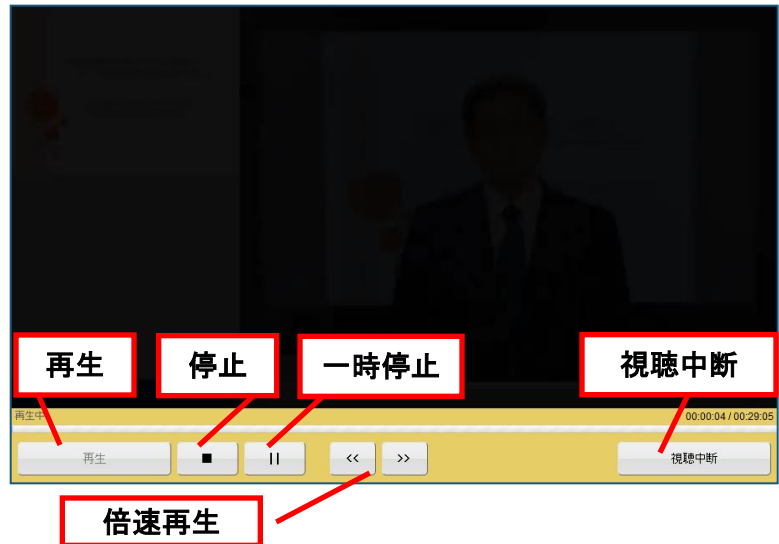 再生
停止
一時停止
視聴中断
再生中
00:00:04 / 00:29:05
再生
■
II
<<
>>
視聴中断
倍速再生